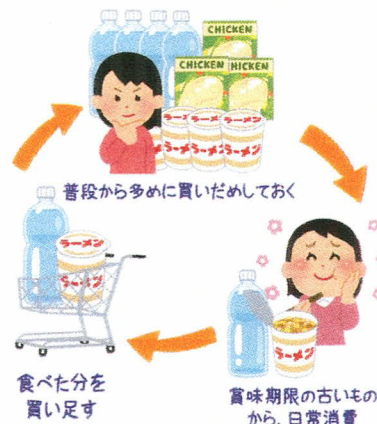 CHICKEN
CHICKEN HICKEN
ラーメン ラーメン ラーメン
普段から多めに買いだめしておく
ラーメン
ラーメン
食べた分を
買い足す
ラーメン
賞味期限の古いもの
から、日常消費